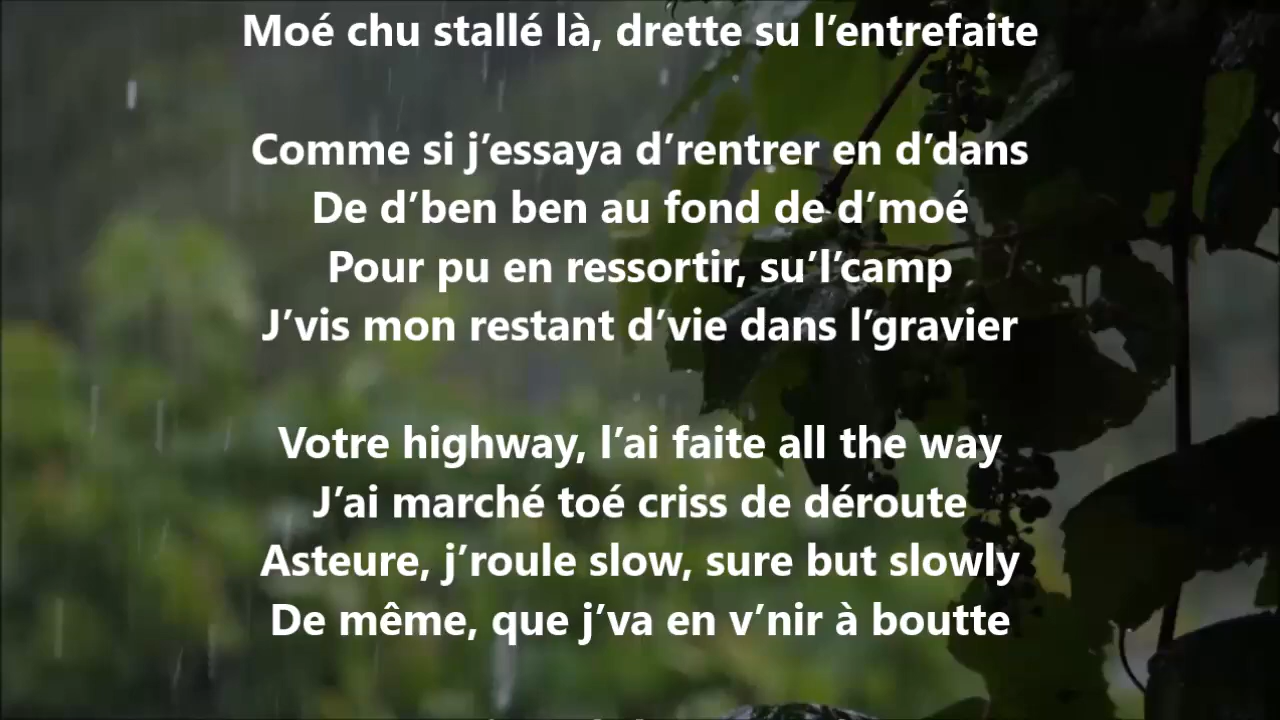 Moé chu stallé là, drette su l’entrefaite
Comme si j’essaya d’rentrer en d’dans
De d’ben ben au fond de d’moé
Pour pu en ressortir, su’l’camp
J’vis mon restant d’vie dans l’gravier
Votre highway, l’ai faite all the way
J’ai marché toé criss de déroute
Asteure, j’roule slow, sure but slowly
De même, que j’va en v’nir à boutte